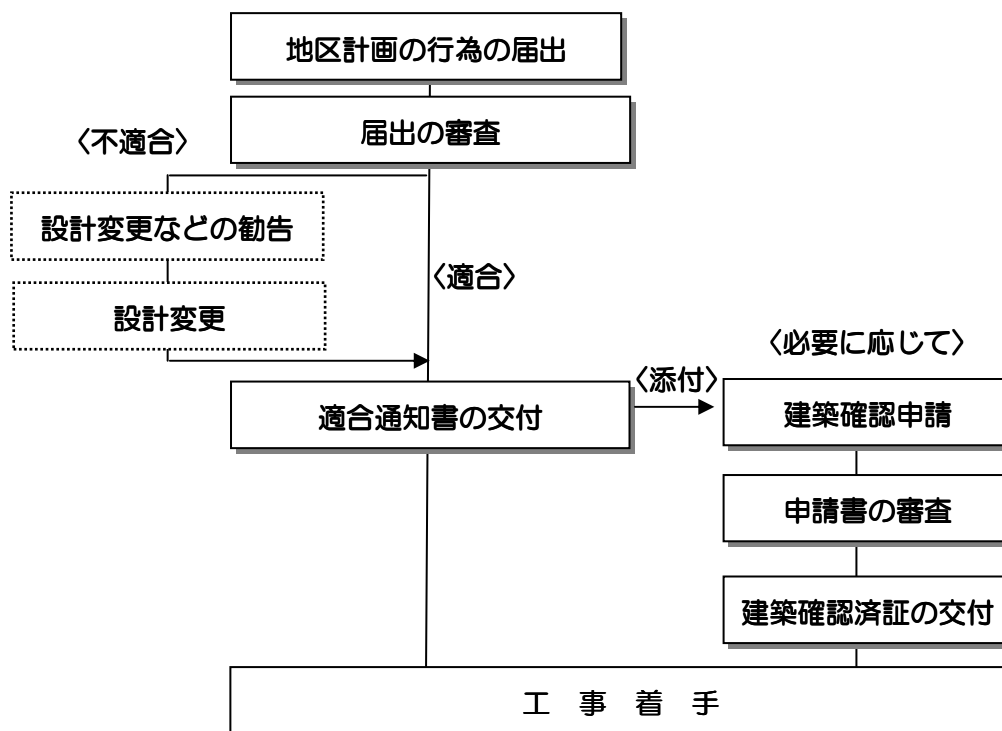 地区計画の行為の届出
届出の審査
〈不適合〉
設計変更などの勧告
〈適合〉
設計変更
〈必要に応じて〉
〈添付〉
適合通知書の交付
建築確認申請
申請書の審査
建築確認済証の交付
工　事　着　手